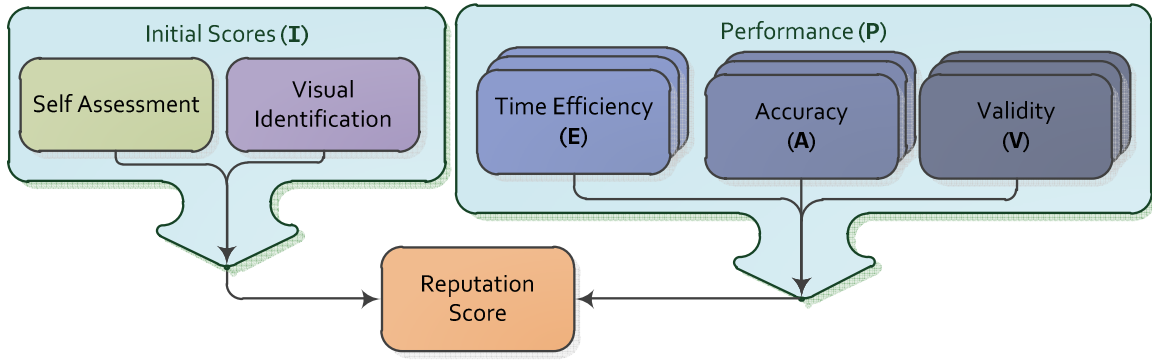 Initial Scores (I)
Self Assessment
Visual
Identification
Performance (P)
Time Efficiency
(E)
Accuracy
(A)
Validity
(V)
Reputation
Score